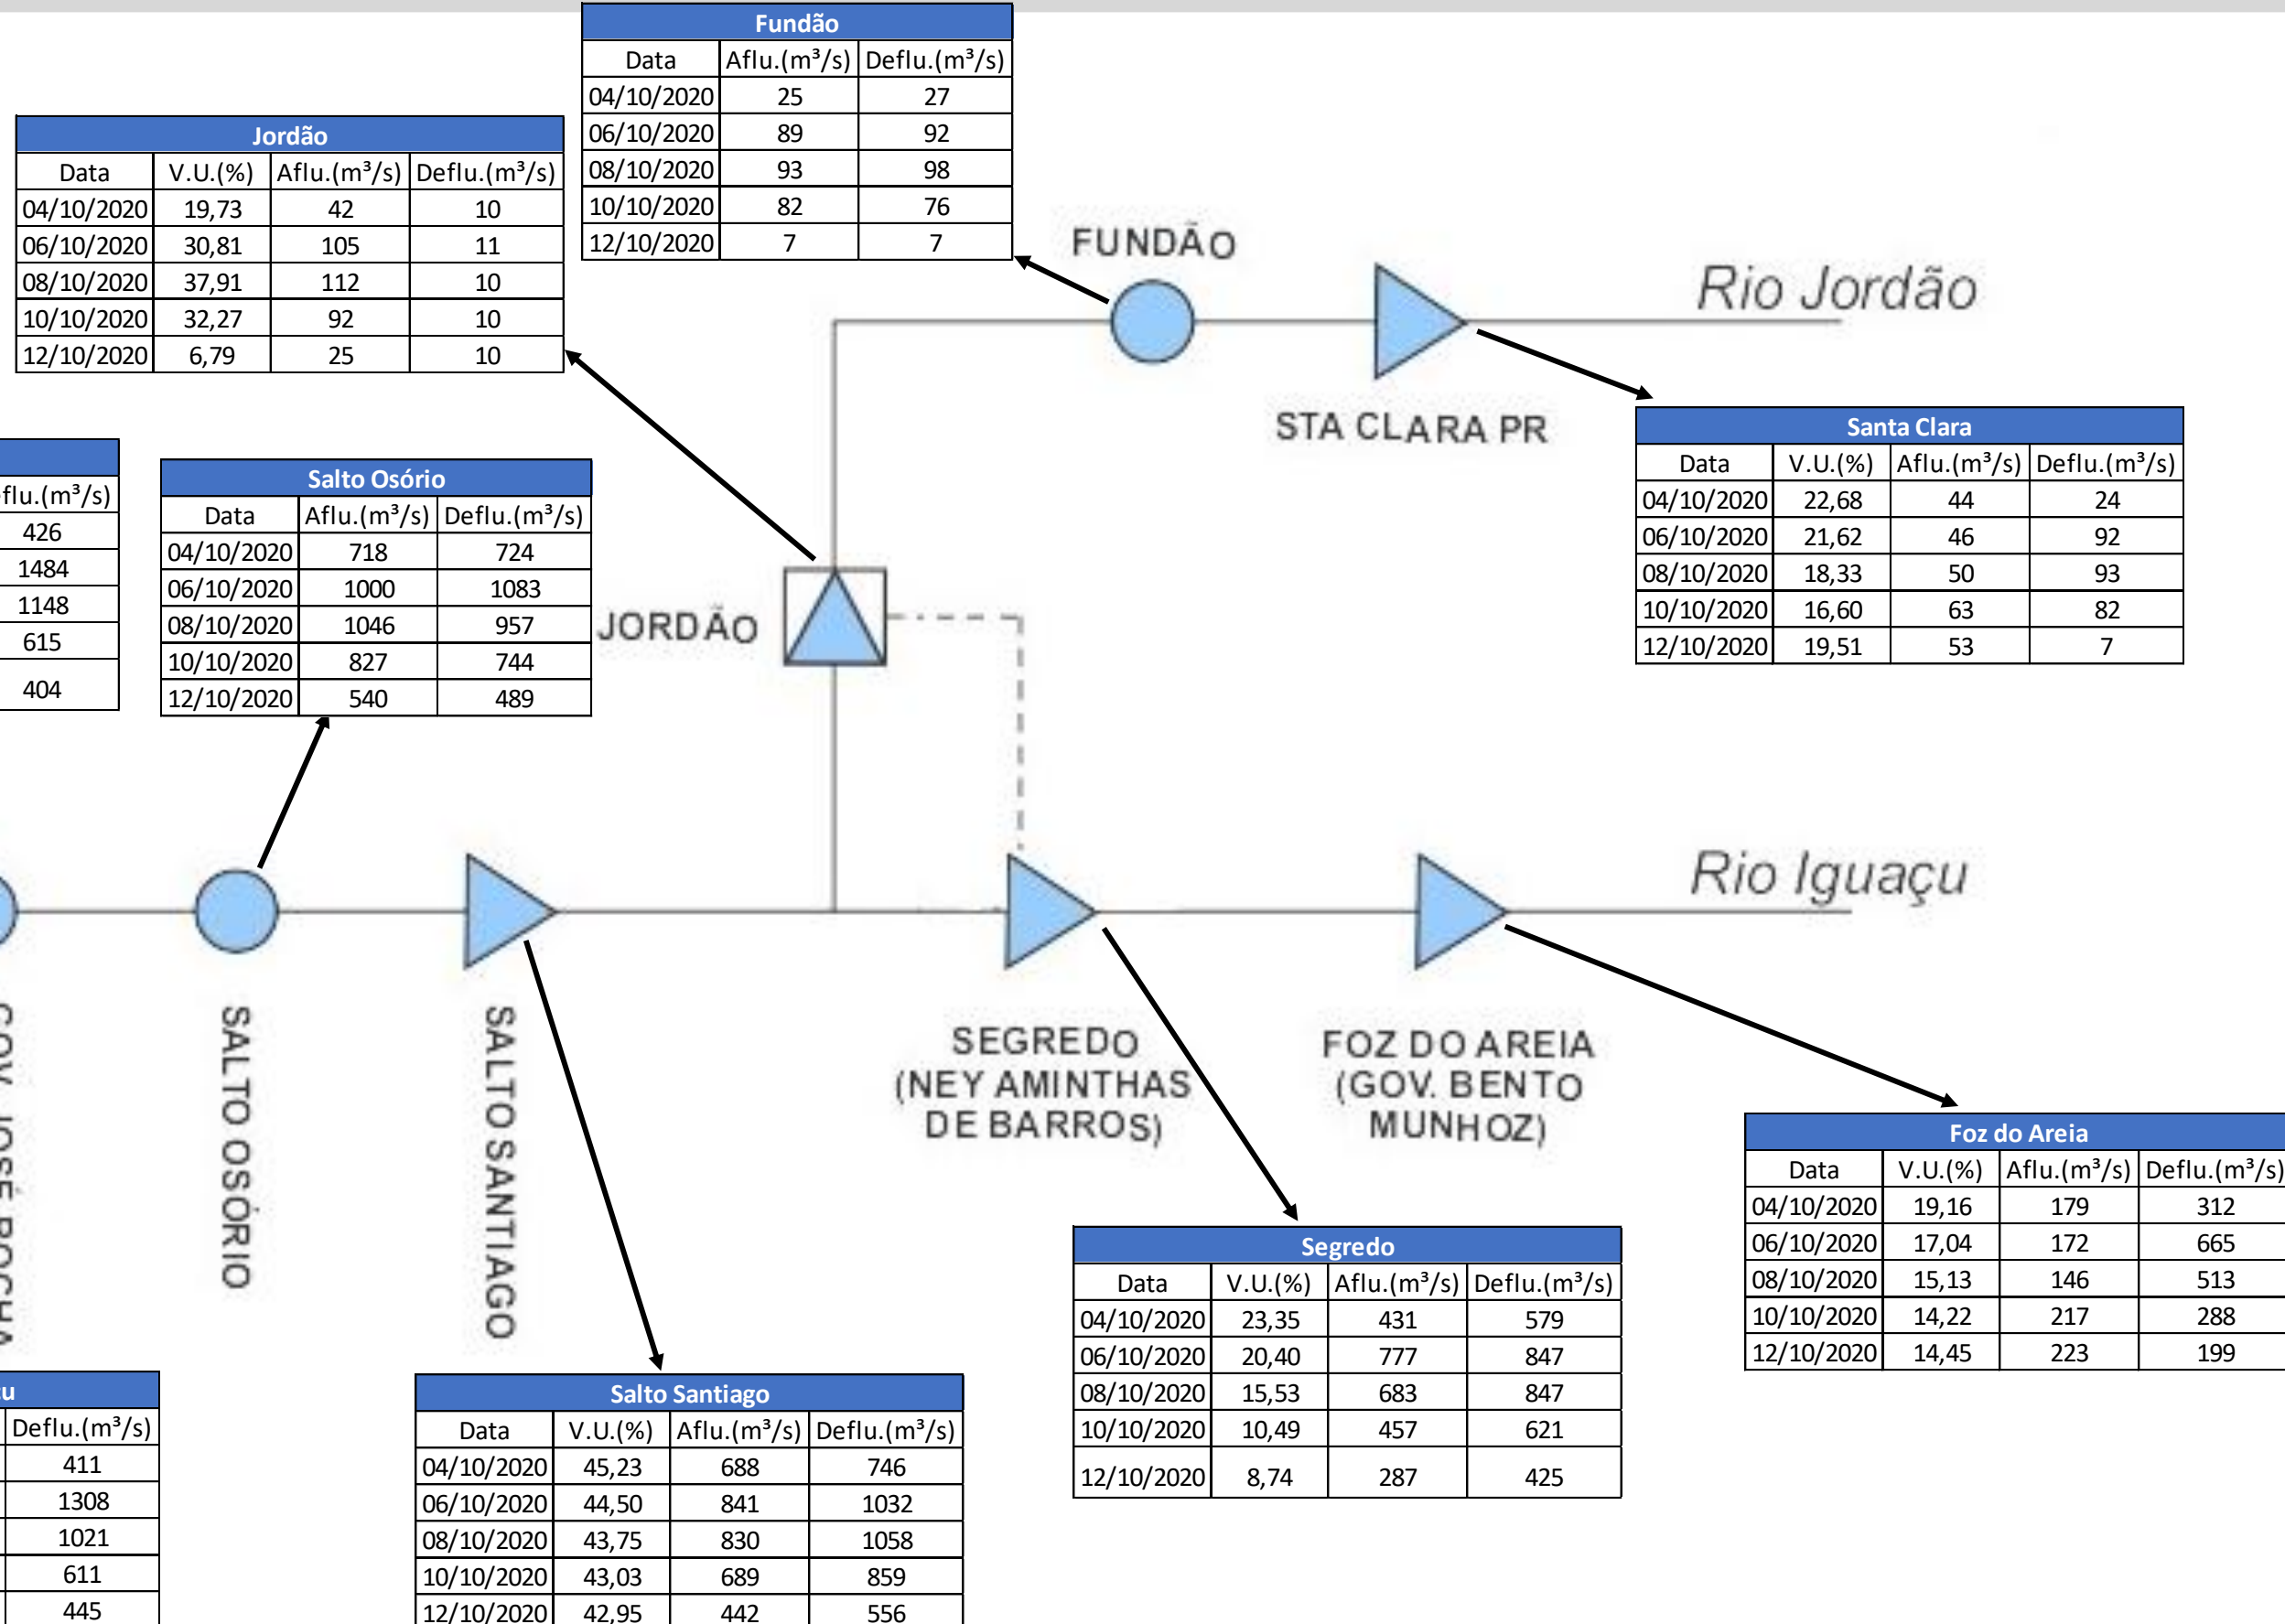 Fundão
Data Aflu.(m³/s) Deflu.(m³/s)
04/10/2020 25 27
06/10/2020 89 92
08/10/2020 93 98
10/10/2020 82 76
12/10/2020 7 7
Jordão
Data V.U.(%) Aflu.(m³/s) Deflu.(m³/s)
04/10/2020 19,73 42 10
06/10/2020 30,81 105 11
08/10/2020 37,91 112 10
10/10/2020 32,27 92 10
12/10/2020 6,79 25 10
FUNDÃO
Rio Jordão
STA CLARA PR
Santa Clara
Data V.U.(%) Aflu.(m³/s) Deflu.(m³/s)
04/10/2020 22,68 44 24
06/10/2020 21,62 46 92
08/10/2020 18,33 50 93
10/10/2020 16,60 63 82
12/10/2020 19,51 53 7
flu.(m³/s)
426
1484
1148
615
404
Salto Osório
Data Aflu.(m³/s) Deflu.(m³/s)
04/10/2020 718 724
06/10/2020 1000 1083
08/10/2020 1046 957
10/10/2020 827 744
12/10/2020 540 489
JORDÃO
Rio Iguaçu
GOV. JOSÉ ROCHA
SALTO OSÓRIO
SALTO SANTIAGO
SEGREDO
(NEY AMINTHAS
DE BARROS)
FOZ DO AREIA
(GOV. BENTO
MUNHOZ)
Foz do Areia
Data V.U.(%) Aflu.(m³/s) Deflu.(m³/s)
04/10/2020 19,16 179 312
06/10/2020 17,04 172 665
08/10/2020 15,13 146 513
10/10/2020 14,22 217 288
12/10/2020 14,45 223 199
Segredo
Data V.U.(%) Aflu.(m³/s) Deflu.(m³/s)
04/10/2020 23,35 431 579
06/10/2020 20,40 777 847
08/10/2020 15,53 683 847
10/10/2020 10,49 457 621
12/10/2020 8,74 287 425
u
Deflu.(m³/s)
411
1308
1021
611
445
Salto Santiago
Data V.U.(%) Aflu.(m³/s) Deflu.(m³/s)
04/10/2020 45,23 688 746
06/10/2020 44,50 841 1032
08/10/2020 43,75 830 1058
10/10/2020 43,03 689 859
12/10/2020 42,95 442 556